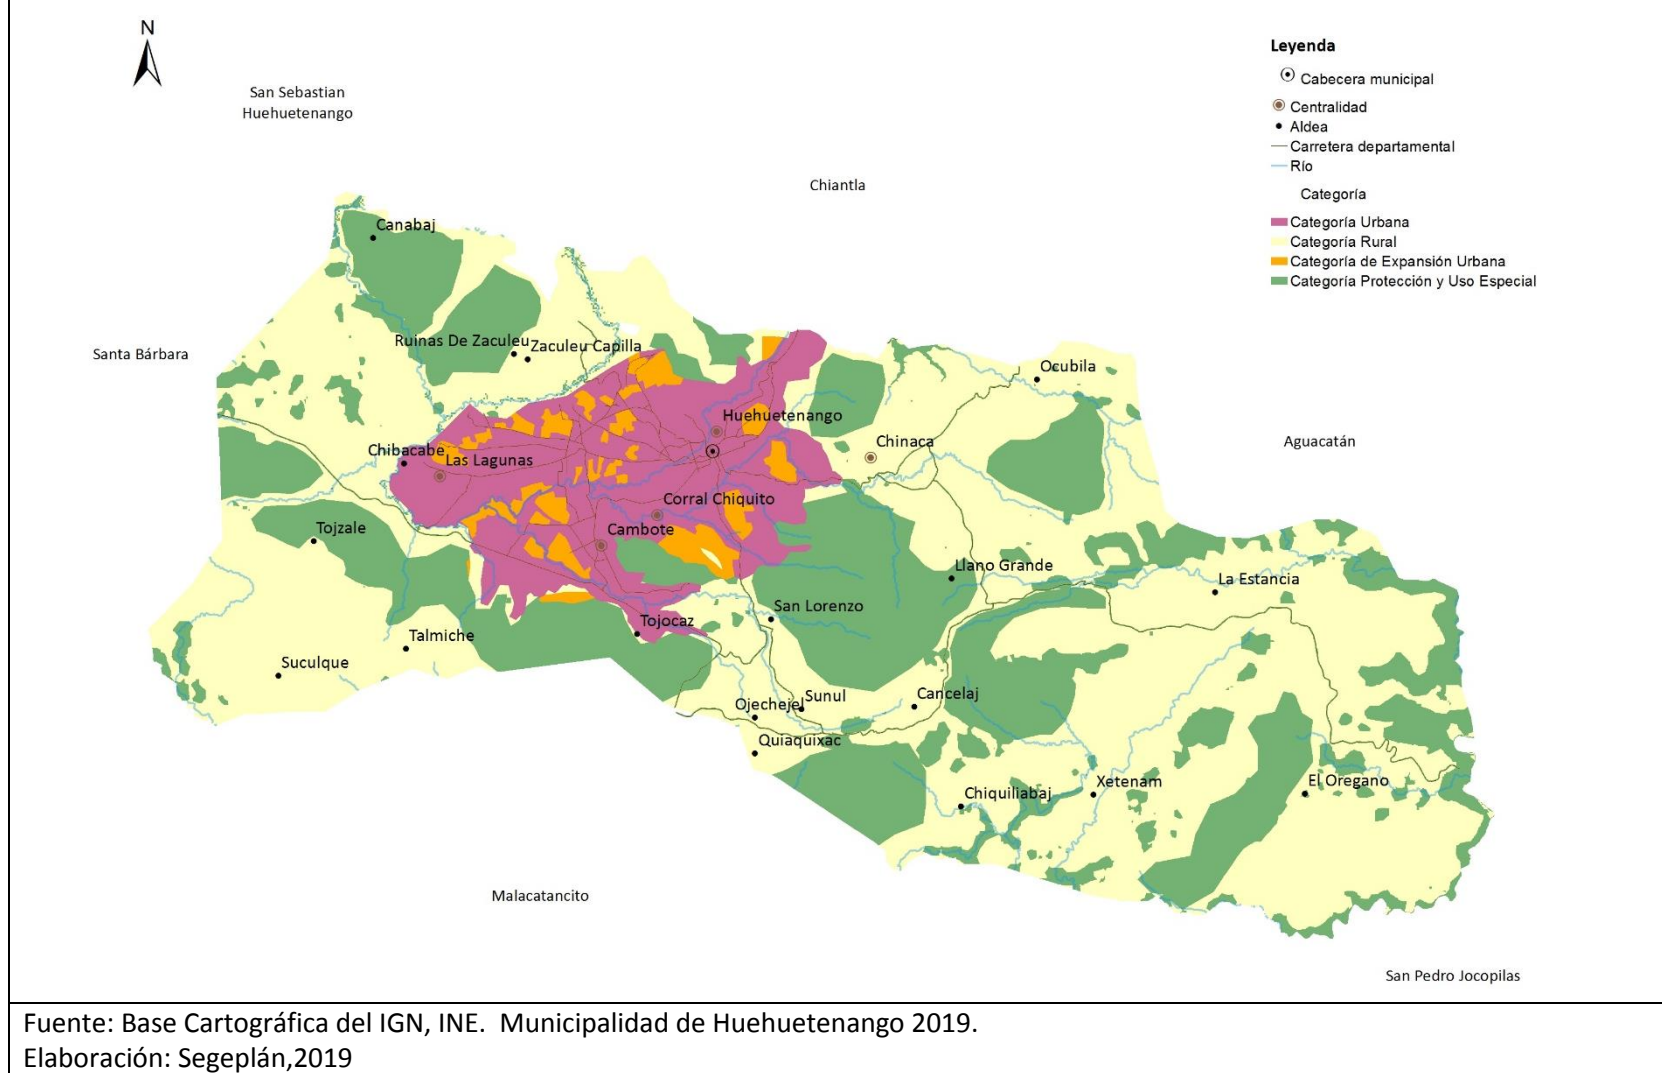 N
San Sebastian
Huehuetenango
Chiantla
Santa Bárbara
Aguacatán
Malacatancito
San Pedro Jocopilas
Leyenda
Cabecera municipal
Centralidad
Aldea
Carretera departamental
Río
Categoría
Categoría Urbana
Categoría Rural
Categoría de Expansión Urbana
Categoría Protección y Uso Especial
Canabaj
Ruinas De Zaculeu
Zaculeu Capilla
Ocubila
Huehuetenango
Chinaca
Chibacabe
Las Lagunas
Corral Chiquito
Cambote
Tojzale
Llano Grande
La Estancia
San Lorenzo
Tojocaz
Talmiche
Suculque
Sunul
Cancelaj
Ojechejel
Quiaquixac
Chiquiliabaj
Xetenam
El Oregano
Fuente: Base Cartográfica del IGN, INE.  Municipalidad de Huehuetenango 2019.
Elaboración: Segeplán,2019